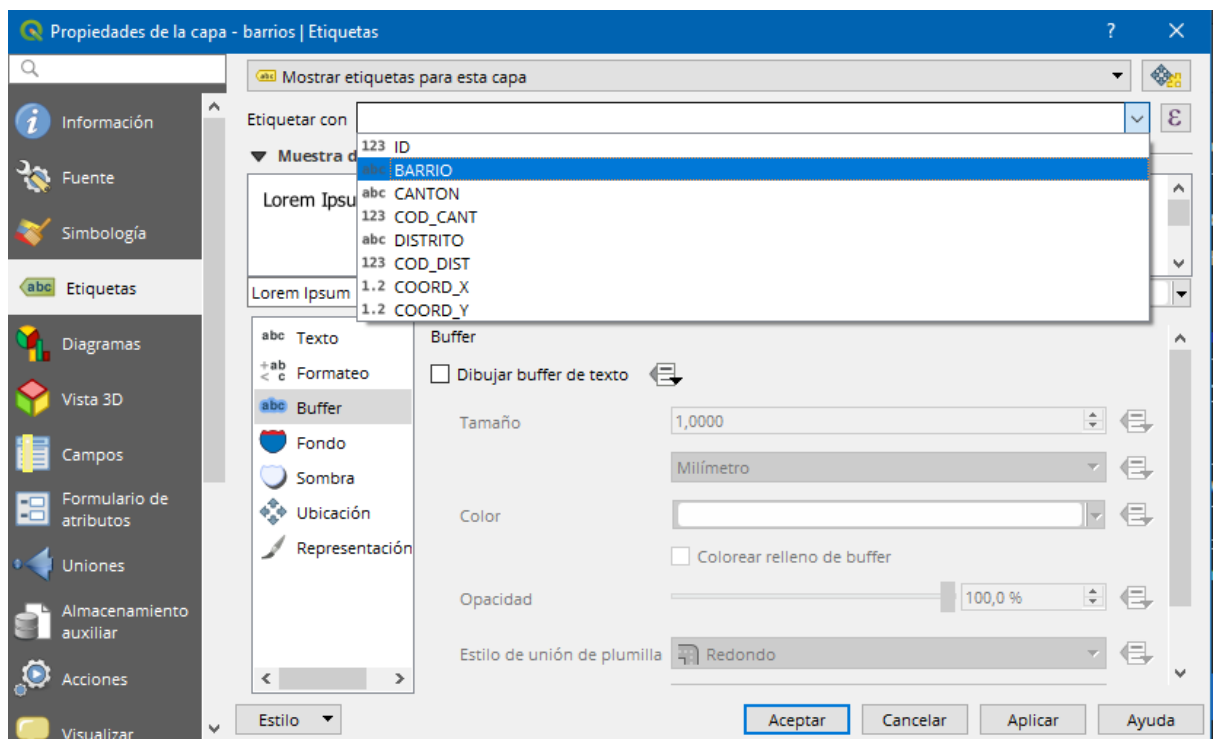 Propiedades de la capa - barrios | Etiquetas
?
Mostrar etiquetas para esta capa
Etiquetar con
ε
Muestra d
123 ID
abc BARRIO
abc CANTON
123 COD_CANT
abc DISTRITO
123 COD_DIST
1.2 COORD_X
1.2 COORD_Y
Lorem Ipsu
Lorem Ipsum
Información
Fuente
Simbología
abc Etiquetas
Diagramas
Vista 3D
Campos
Formulario de
atributos
Uniones
Almacenamiento
auxiliar
Acciones
Visualizar
abc Texto
+ab
< c Formateo
abc Buffer
Fondo
Sombra
Ubicación
Representación
Buffer
Dibujar buffer de texto
Tamaño 1,0000
Milímetro
Color
Colorear relleno de buffer
Opacidad 100,0 %
Estilo de unión de plumilla Redondo
Estilo
Aceptar Cancelar Aplicar Ayuda